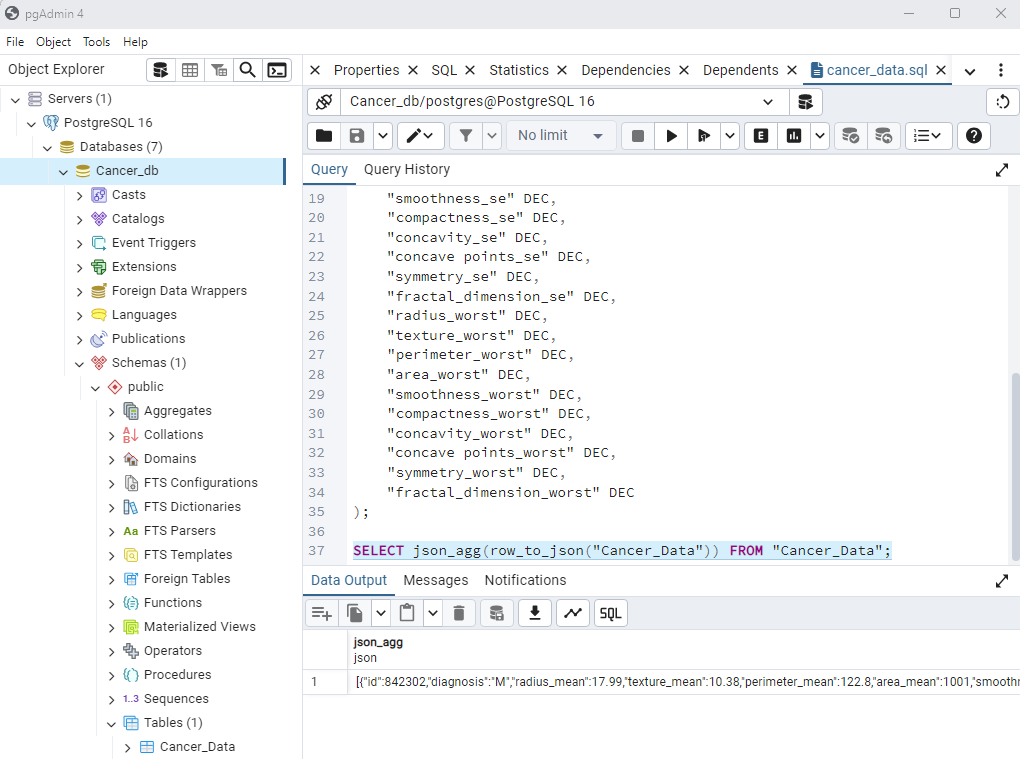 pgAdmin 4
File Object Tools Help
Object Explorer
Properties SQL Statistics Dependencies Dependents cancer_data.sql
Servers (1)
PostgreSQL 16
Databases (7)
Cancer_db
Casts
Catalogs
Event Triggers
Extensions
Foreign Data Wrappers
Languages
Publications
Schemas (1)
public
Aggregates
Collations
Domains
FTS Configurations
FTS Dictionaries
Aa FTS Parsers
FTS Templates
Foreign Tables
Functions
Materialized Views
Operators
Procedures
1..3 Sequences
Tables (1)
Cancer_Data
Cancer_db/postgres@PostgreSQL 16
No limit
E
Query Query History
19 "smoothness_se" DEC,
20 "compactness_se" DEC,
21 "concavity_se" DEC,
22 "concave points_se" DEC,
23 "symmetry_se" DEC,
24 "fractal_dimension_se" DEC,
25 "radius_worst" DEC,
26 "texture_worst" DEC,
27 "perimeter_worst" DEC,
28 "area_worst" DEC,
29 "smoothness_worst" DEC,
30 "compactness_worst" DEC,
31 "concavity_worst" DEC,
32 "concave points_worst" DEC,
33 "symmetry_worst" DEC,
34 "fractal_dimension_worst" DEC
35 );
36
37 SELECT json_agg(row_to_json("Cancer_Data")) FROM "Cancer_Data";
Data Output Messages Notifications
SQL
json_agg
json
1 [{"id":842302,"diagnosis":"M","radius_mean":17.99,"texture_mean":10.38,"perimeter_mean":122.8,"area_mean":1001,"smoothn